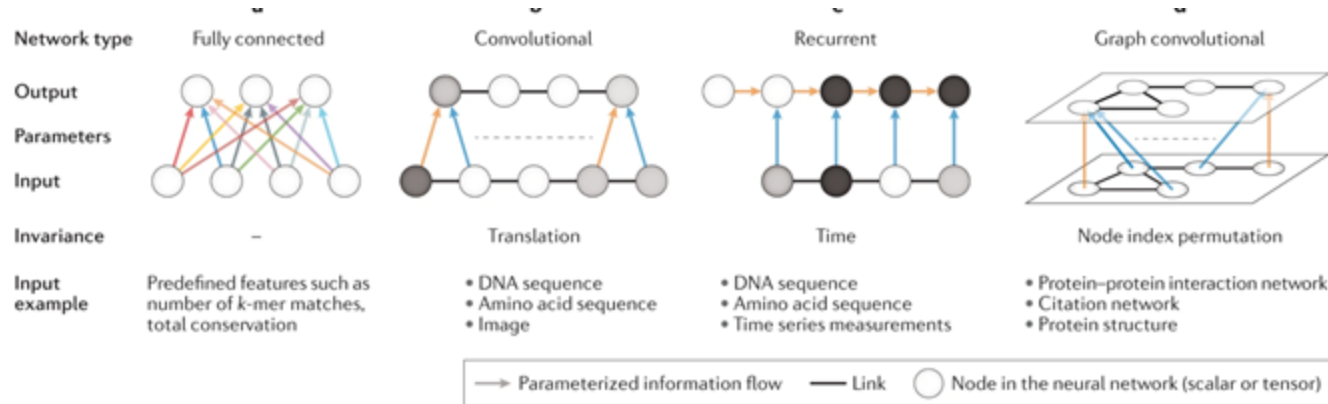 Network type Fully connected Convolutional Recurrent Graph convolutional
Output
Parameters
Input
Invariance – Translation Time Node index permutation
Input example
Predefined features such as
number of k-mer matches,
total conservation
• DNA sequence
• Amino acid sequence
• Image
• DNA sequence
• Amino acid sequence
• Time series measurements
• Protein–protein interaction network
• Citation network
• Protein structure
Parameterized information flow Link Node in the neural network (scalar or tensor)